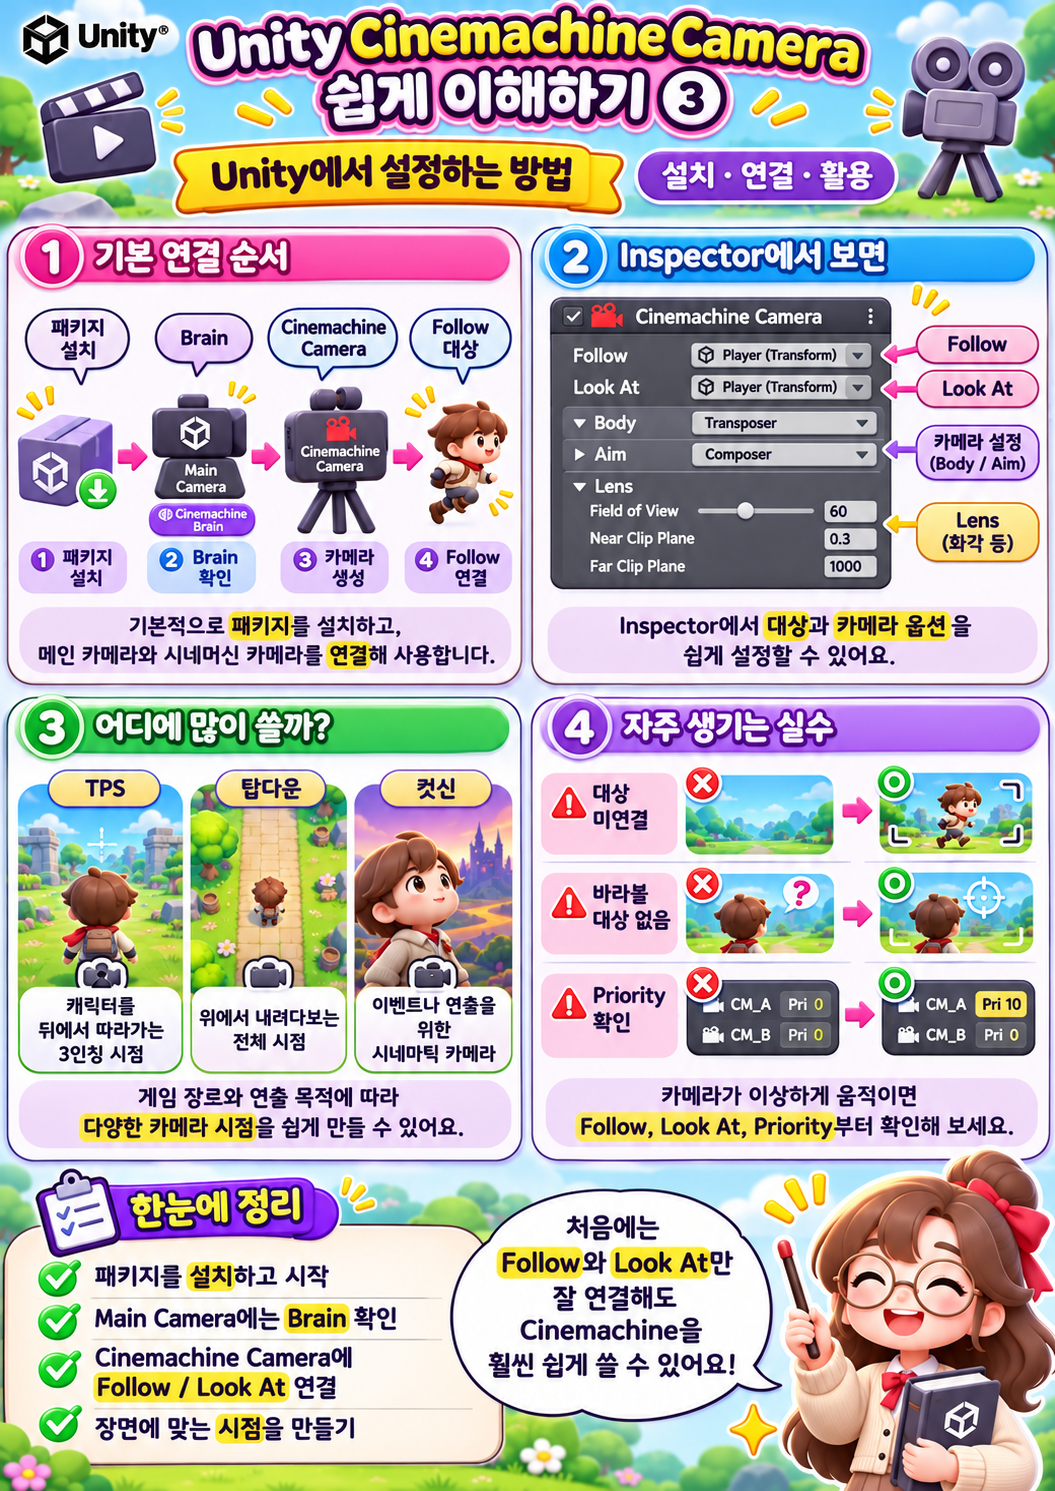 Unity®
Unity Cinemachine Camera
쉽게 이해하기 3
Unity에서 설정하는 방법
설치 · 연결 · 활용
1 기본 연결 순서
패키지
설치
Brain
Cinemachine
Camera
Follow
대상
Main
Camera
Cinemachine
Brain
Cinemachine
Camera
1 패키지
설치
2 Brain
확인
3 카메라
생성
4 Follow
연결
기본적으로 패키지를 설치하고,
메인 카메라와 시네머신 카메라를 연결해 사용합니다.
2 Inspector에서 보면
Cinemachine Camera
Follow
Player (Transform)
Look At
Player (Transform)
Body
Transposer
Aim
Composer
Lens
Field of View
60
Near Clip Plane
0.3
Far Clip Plane
1000
Follow
Look At
카메라 설정
(Body / Aim)
Lens
(화각 등)
Inspector에서 대상과 카메라 옵션을
쉽게 설정할 수 있어요.
3 어디에 많이 쓸까?
TPS
캐릭터를
뒤에서 따라가는
3인칭 시점
탑다운
위에서 내려다보는
전체 시점
컷신
이벤트나 연출을
위한
시네마틱 카메라
게임 장로와 연출 목적에 따라
다양한 카메라 시점을 쉽게 만들 수 있어요.
4 자주 생기는 실수
대상
미연결
바라볼
대상 없음
?
Priority
확인
CM_A Pri 0
CM_B Pri 0
CM_A Pri 10
CM_B Pri 0
카메라가 이상하게 움적이면
Follow, Look At, Priority부터 확인해 보세요.
한눈에 정리
패키지를 설치하고 시작
Main Camera에는 Brain 확인
Cinemachine Camera에
Follow / Look At 연결
장면에 맞는 시점을 만들기
처음에는
Follow와 Look At만
잘 연결해도
Cinemachine을
훨씬 쉽게 쓸 수 있어요!